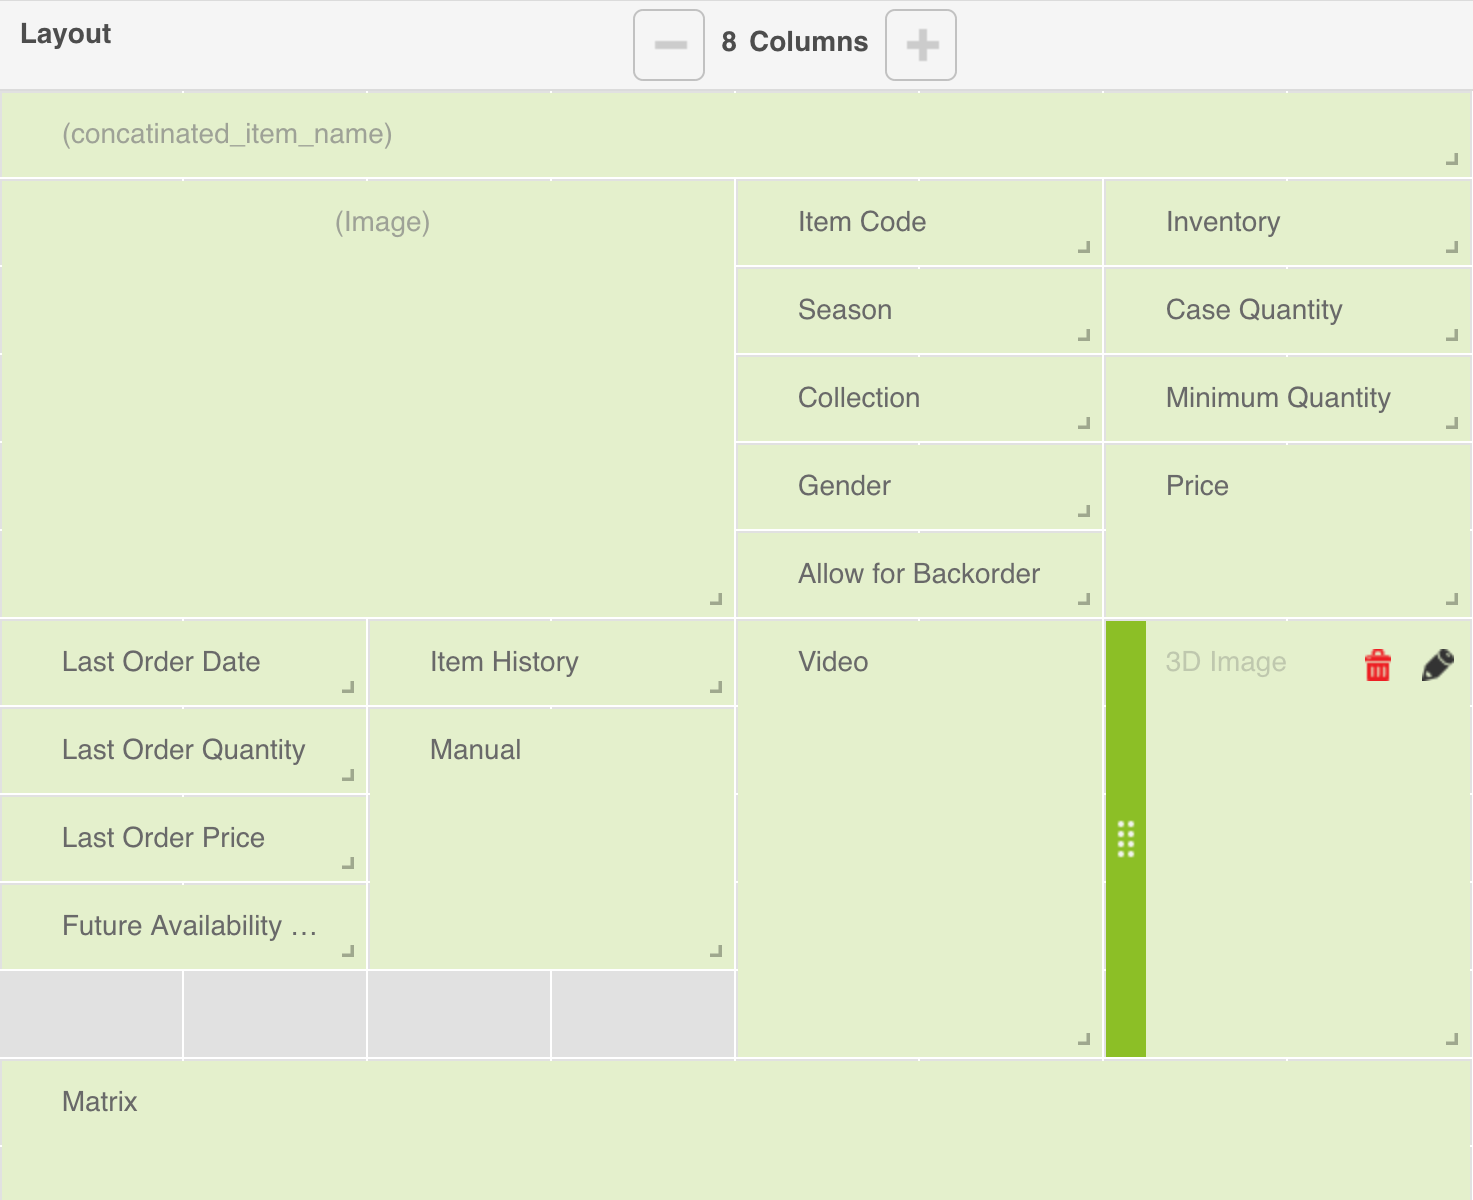 Layout
8 Columns
(concatinated_item_name)
(Image)
Item Code
Inventory
Season
Case Quantity
Collection
Minimum Quantity
Gender
Price
Allow for Backorder
Last Order Date
Item History
Video
3D Image
Last Order Quantity
Manual
Last Order Price
Future Availability …
Matrix